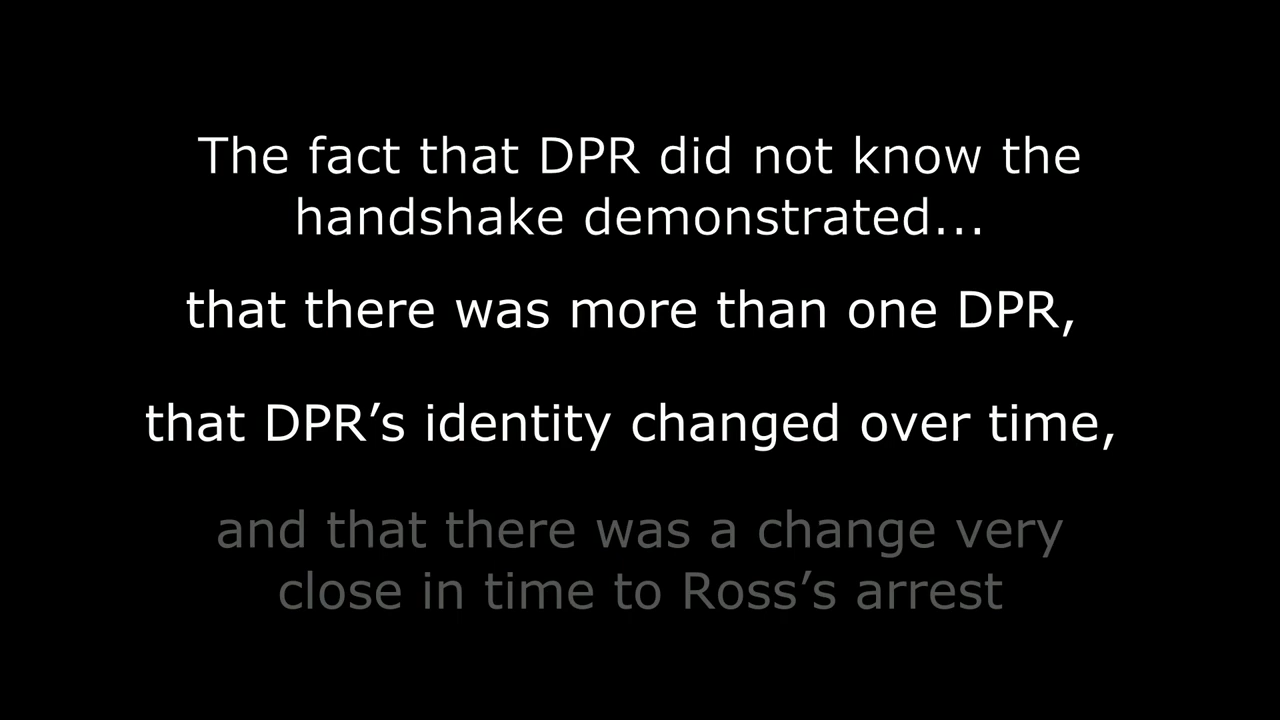 The fact that DPR did not know the
handshake demonstrated...
that there was more than one DPR,
that DPR’s identity changed over time,
and that there was a change very
close in time to Ross’s arrest